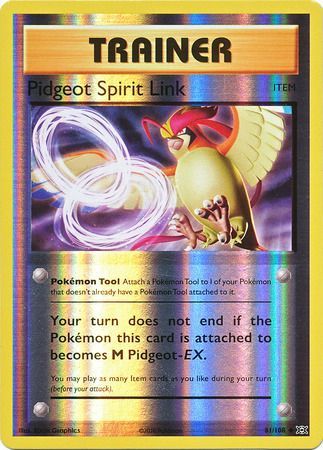 TRAINER
Pidgeot Spirit Link
ITEM
Pokémon Tool Attach a Pokémon Tool to 1 of your Pokémon
that doesn't already have a Pokémon Tool attached to it.
Your turn does not end if the
Pokémon this card is attached to
becomes M Pidgeot-EX.
You may play as many Item cards as you like during your turn
(before your attack).
Graphics
©2016 Pokémon
81/108